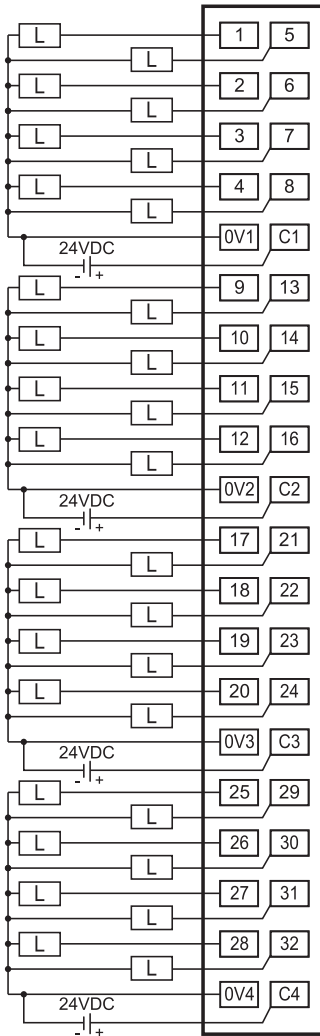 L 1 5
L
L 2 6
L
L 3 7
L
L 4 8
L
0V1 C1
24VDC
- +
L 9 13
L
L 10 14
L
L 11 15
L
L 12 16
L
0V2 C2
24VDC
- +
L 17 21
L
L 18 22
L
L 19 23
L
L 20 24
L
0V3 C3
24VDC
- +
L 25 29
L
L 26 30
L
L 27 31
L
L 28 32
L
0V4 C4
24VDC
- +